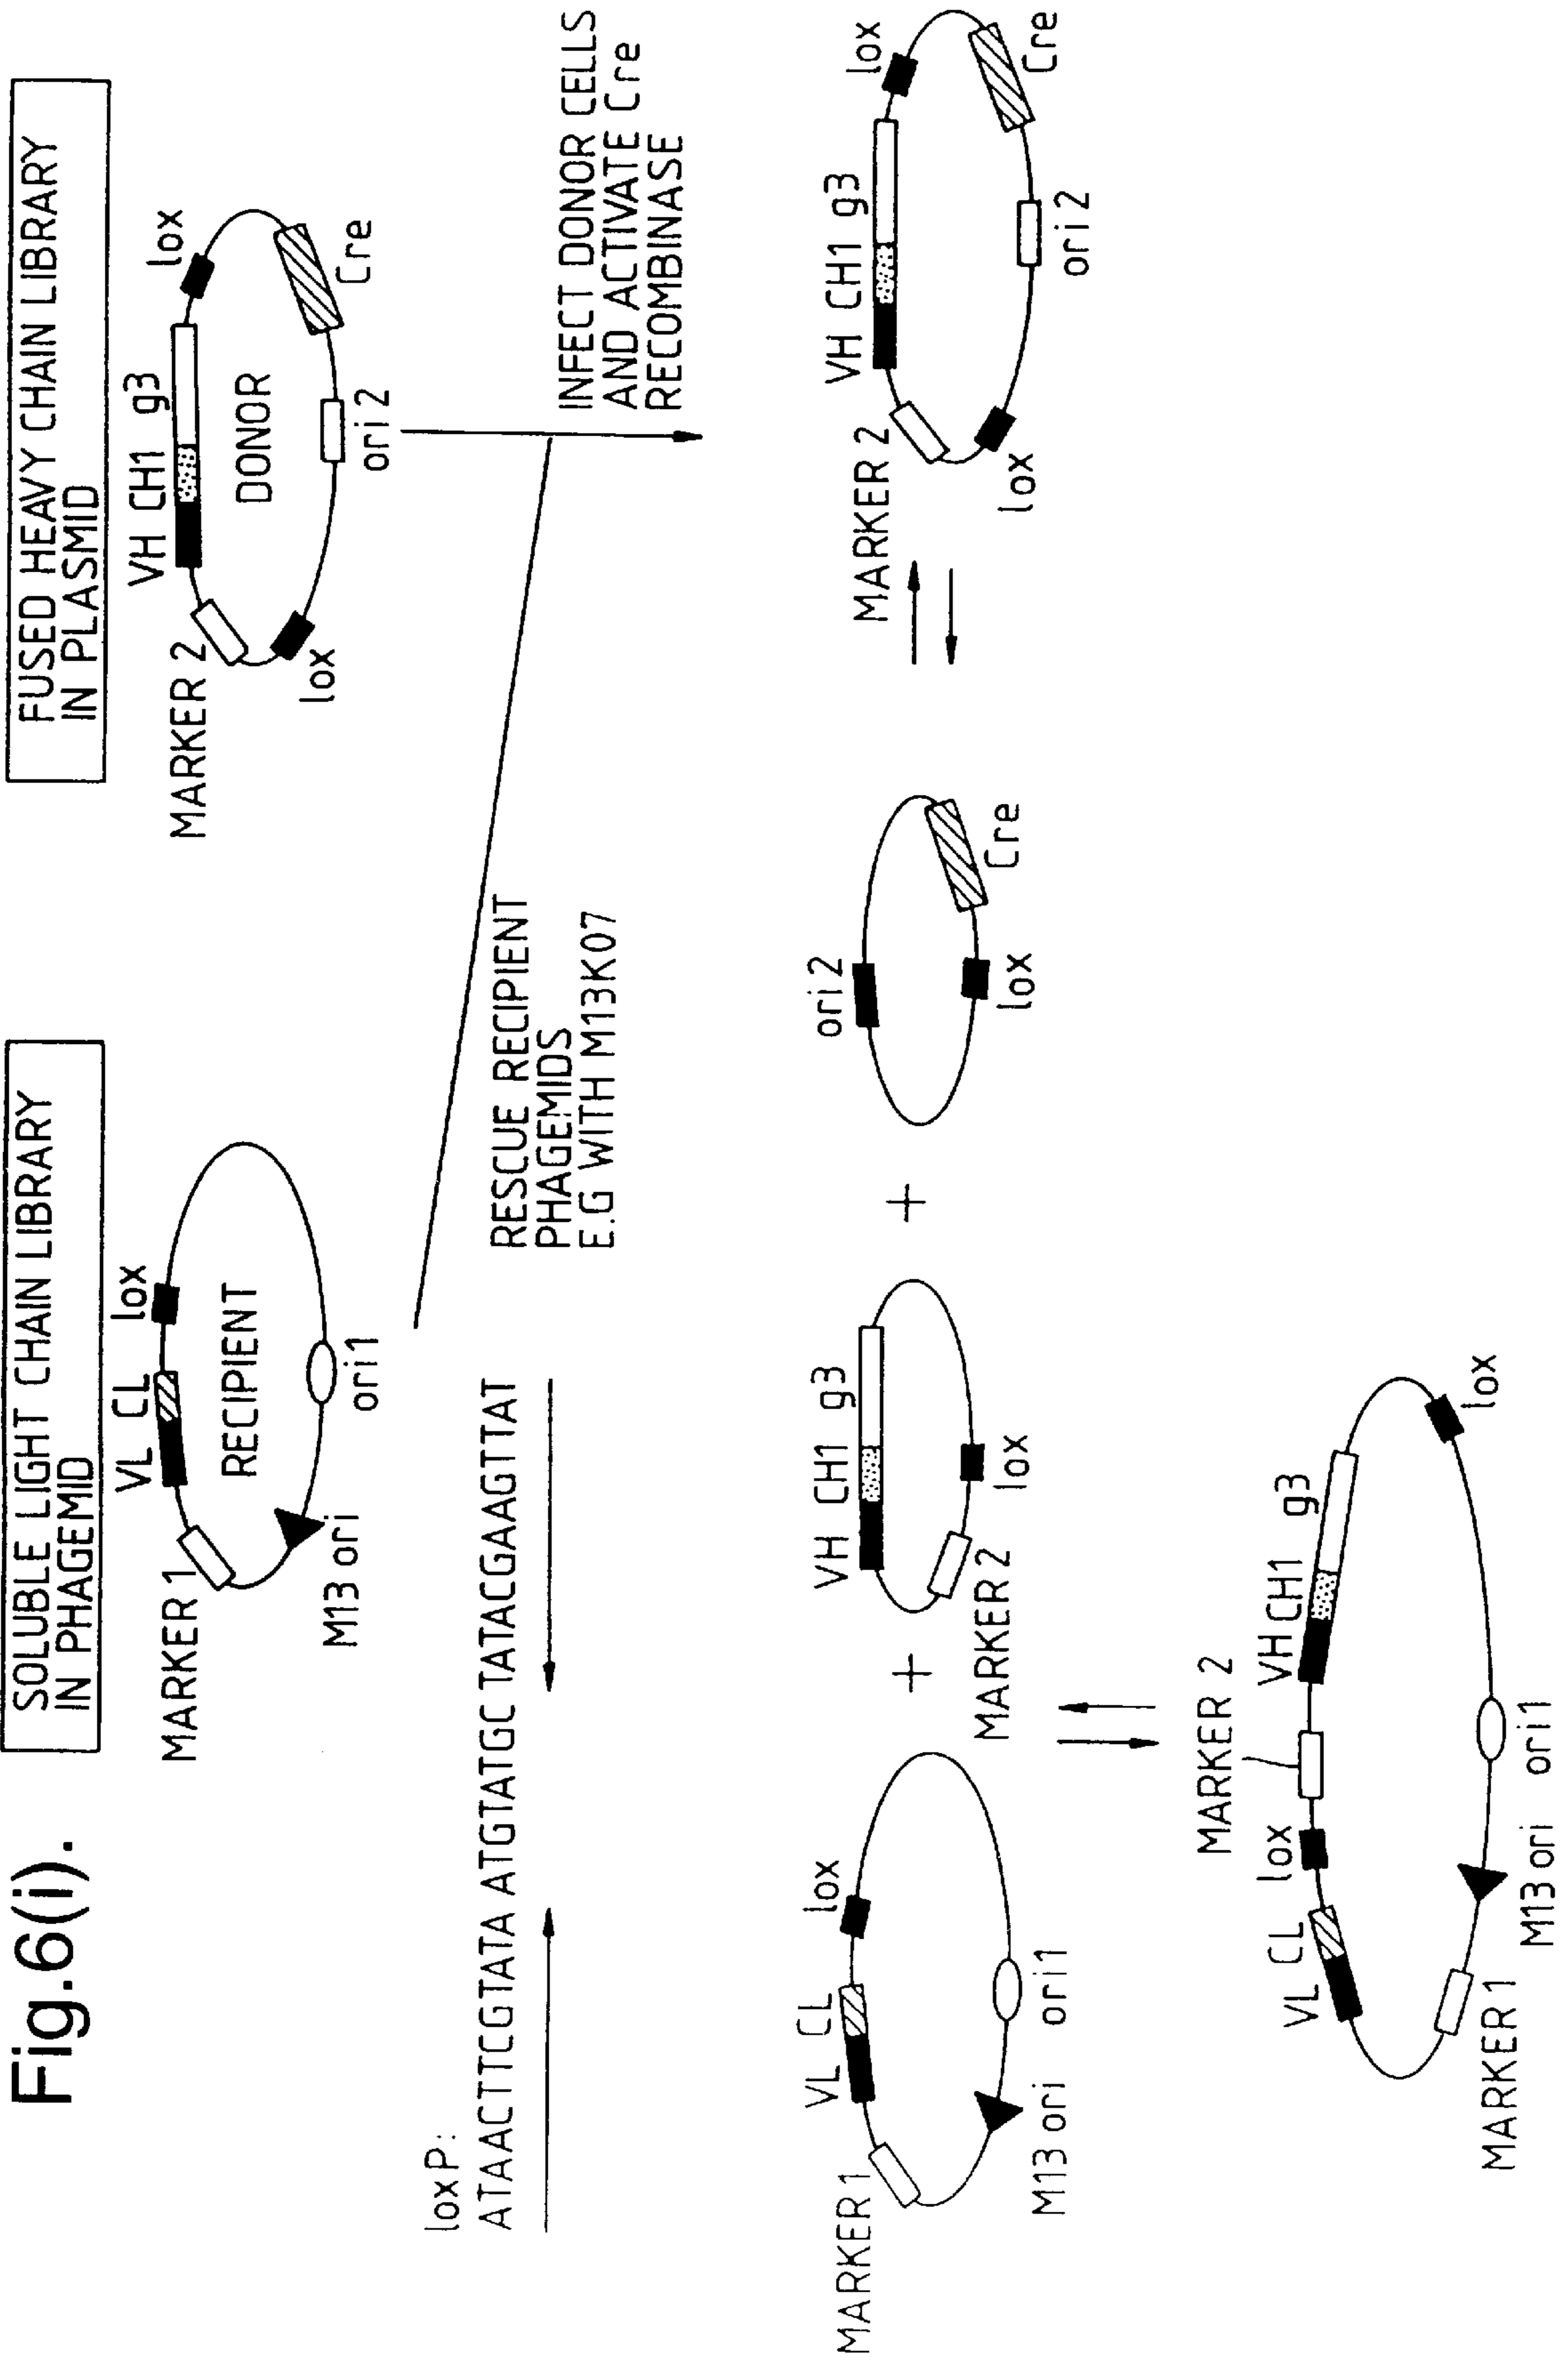 Fig.6(i).
SOLUBLE LIGHT CHAIN LIBRARY
IN PHAGEMID
FUSED HEAVY CHAIN LIBRARY
IN PLASMID
MARKER 1
VL CL
lox
RECIPIENT
M13 ori
ori1
MARKER 2
VH CH1 g3
lox
DONOR
lox
ori 2
Cre
loxP:
ATAACTTCGTATA ATGTATGC TATACGAAGTTAT
RESCUE RECIPIENT
PHAGEMIDS
E.G WITH M13K07
INFECT DONOR CELLS
AND ACTIVATE Cre
RECOMBINASE
MARKER 1
VL CL
lox
M13 ori
ori1
+
VH CH1 g3
MARKER 2
lox
+
ori 2
lox
Cre
MARKER 2
VH CH1 g3
lox
lox
ori 2
Cre
MARKER 2
VL CL
lox
VH CH1
g3
lox
MARKER 1
M13 ori
ori1